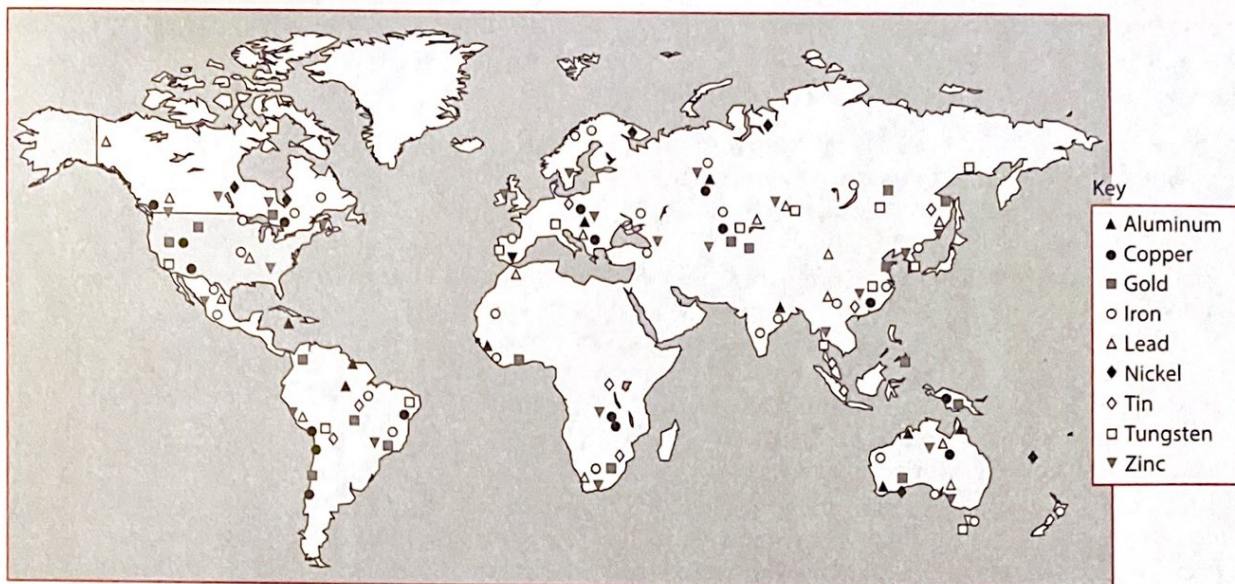 Key
Aluminum
Copper
Gold
Iron
Lead
Nickel
Tin
Tungsten
Zinc